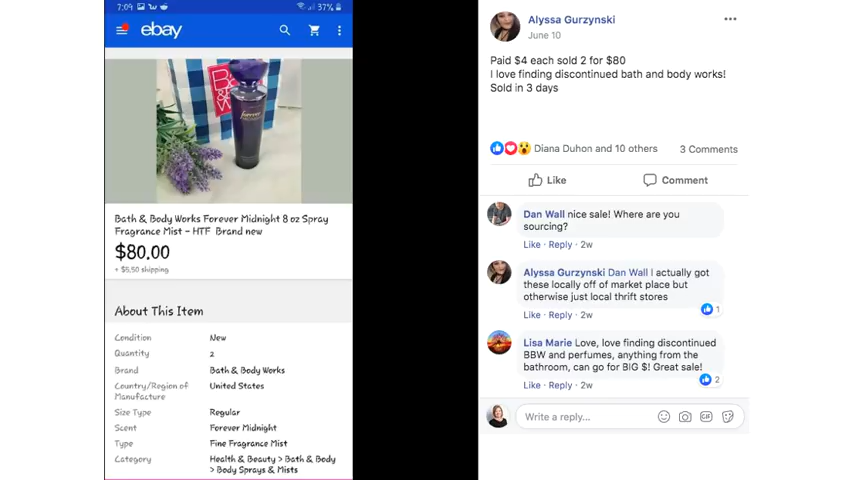 7:09
37%
ebay
B&
B
W
forever
Bath & Body Works Forever Midnight 8 oz Spray
Fragrance Mist - HTF Brand new
$80.00
+ $5.50 shipping
About This Item
Condition New
Quantity 2
Brand Bath & Body Works
Country/Region of United States
Manufacture
Size Type Regular
Scent Forever Midnight
Type Fine Fragrance Mist
Category Health & Beauty > Bath & Body
> Body Sprays & Mists
Alyssa Gurzynski
June 10
Paid $4 each sold 2 for $80
I love finding discontinued bath and body works!
Sold in 3 days
Diana Duhon and 10 others 3 Comments
Like Comment
Dan Wall nice sale! Where are you
sourcing?
Like · Reply · 2w
Alyssa Gurzynski Dan Wall I actually got
these locally off of market place but
otherwise just local thrift stores
1
Like · Reply · 2w
Lisa Marie Love, love finding discontinued
BBW and perfumes, anything from the
bathroom, can go for BIG $! Great sale!
2
Like · Reply · 2w
Write a reply...
GIF